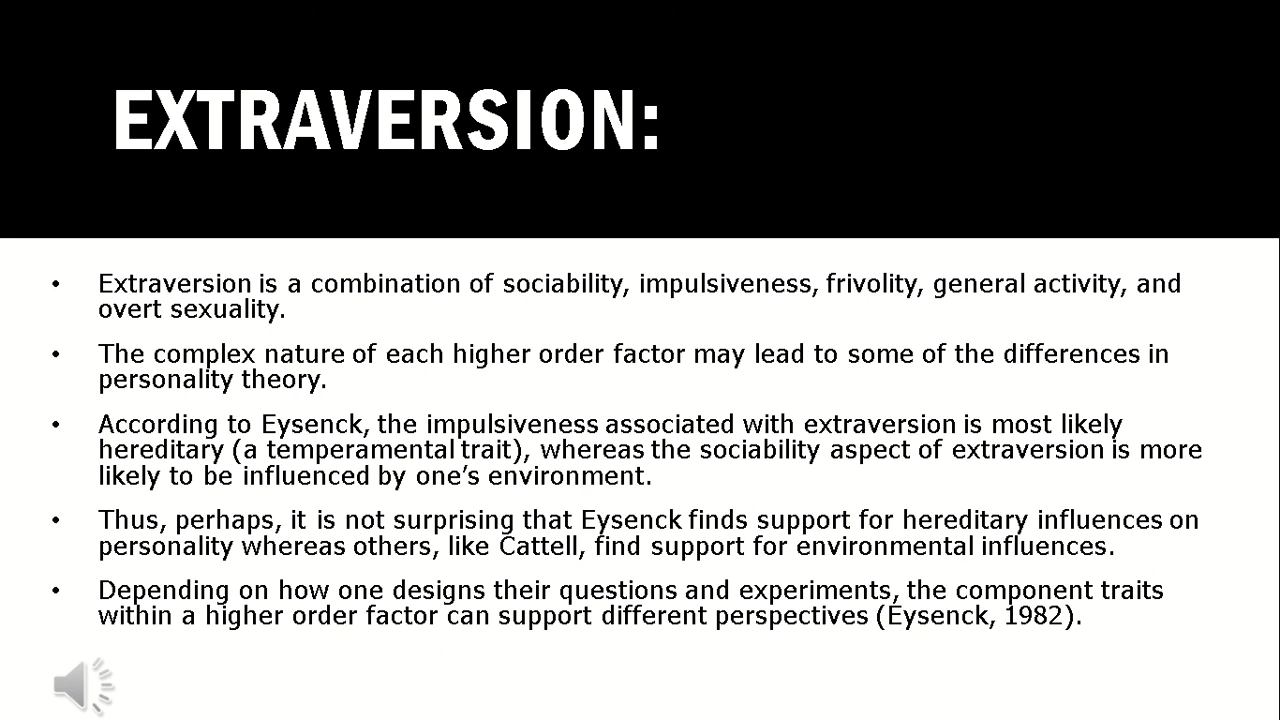 EXTRAVERSION:
• Extraversion is a combination of sociability, impulsiveness, frivolity, general activity, and
overt sexuality.
• The complex nature of each higher order factor may lead to some of the differences in
personality theory.
• According to Eysenck, the impulsiveness associated with extraversion is most likely
hereditary (a temperamental trait), whereas the sociability aspect of extraversion is more
likely to be influenced by one’s environment.
• Thus, perhaps, it is not surprising that Eysenck finds support for hereditary influences on
personality whereas others, like Cattell, find support for environmental influences.
• Depending on how one designs their questions and experiments, the component traits
within a higher order factor can support different perspectives (Eysenck, 1982).